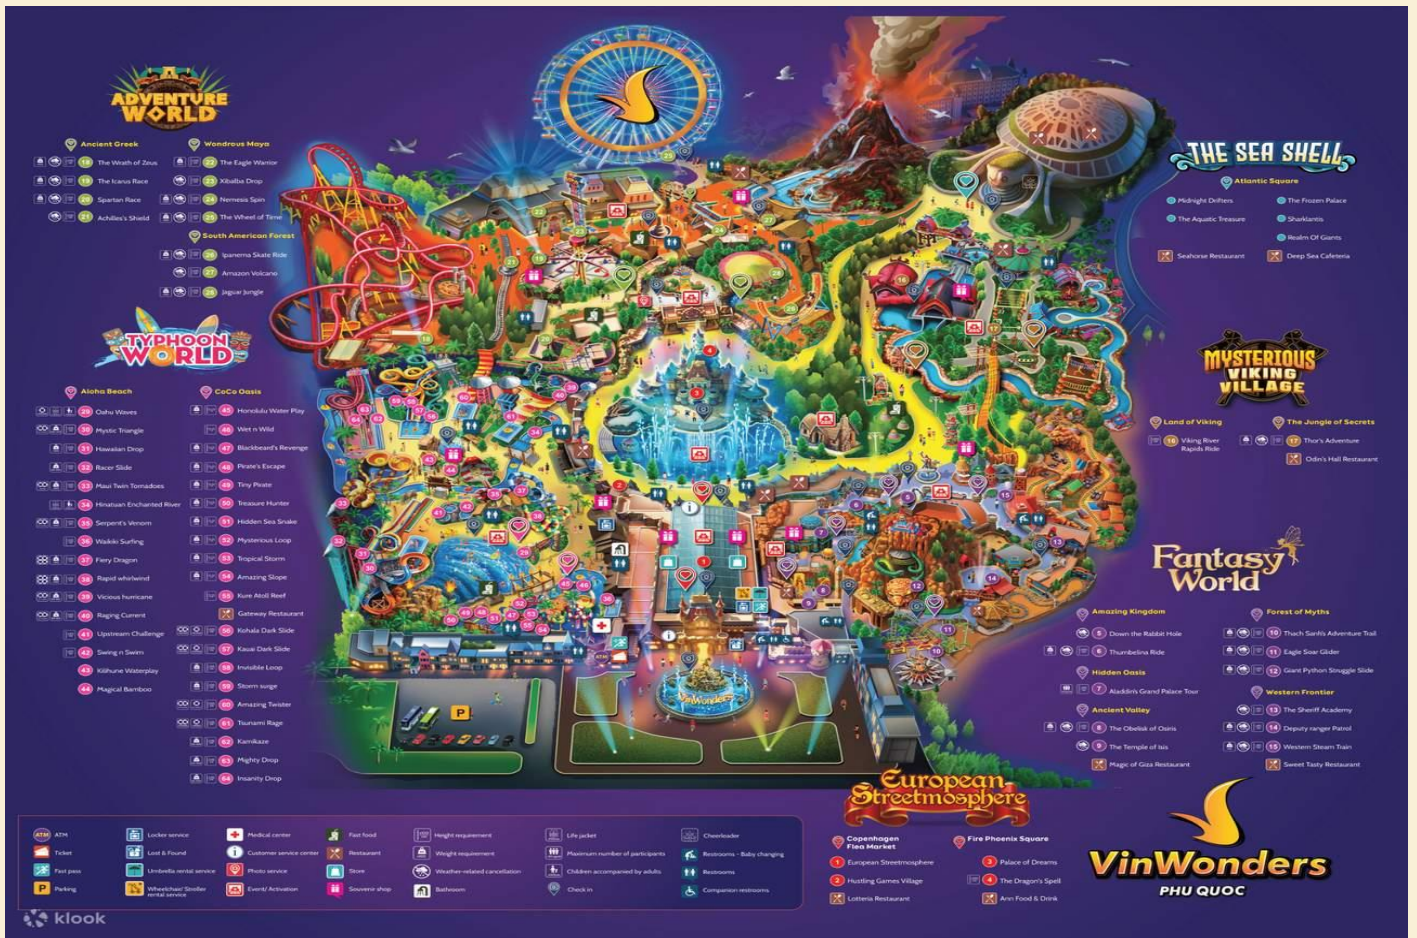 ADVENTURE
WORLD
Ancient Greek
18 The Wrath of Zeus
19 The Icarus Race
20 Spartan Race
21 Achilles's Shield
Wondrous Maya
22 The Eagle Warrior
23 Xibalba Drop
24 Nemesis Spin
25 The Wheel of Time
South American Forest
26 Ipanema Skate Ride
27 Amazon Volcano
28 Jaguar Jungle
TYPHOON
WORLD
Aloha Beach
29 Oahu Waves
30 Mystic Triangle
31 Hawaiian Drop
32 Racer Slide
33 Maui Twin Tornadoes
34 Hinatuan Enchanted River
35 Serpent's Venom
36 Waikiki Surfing
37 Fiery Dragon
38 Rapid whirlwind
39 Vicious hurricane
40 Raging Current
41 Upstream Challenge
42 Swing n Swim
43 Kilihune Waterplay
44 Magical Bamboo
CoCo Oasis
45 Honolulu Water Play
46 Wet n Wild
47 Blackbeard's Revenge
48 Pirate's Escape
49 Tiny Pirate
50 Treasure Hunter
51 Hidden Sea Snake
52 Mysterious Loop
53 Tropical Storm
54 Amazing Slope
55 Kure Atoll Reef
Gateway Restaurant
56 Kohala Dark Slide
57 Kauai Dark Slide
58 Invisible Loop
59 Storm surge
60 Amazing Twister
61 Tsunami Rage
62 Kamikaze
63 Mighty Drop
64 Insanity Drop
THE SEA SHELL
Atlantic Square
Midnight Drifters
The Aquatic Treasure
The Frozen Palace
Sharklantis
Realm Of Giants
Seahorse Restaurant
Deep Sea Cafeteria
MYSTERIOUS
VIKING
VILLAGE
Land of Viking
16 Viking River
Rapids Ride
The Jungle of Secrets
17 Thor's Adventure
Odin's Hall Restaurant
Fantasy
World
Amazing Kingdom
5 Down the Rabbit Hole
6 Thumbelina Ride
Hidden Oasis
7 Aladdin's Grand Palace Tour
Ancient Valley
8 The Obelisk of Osiris
9 The Temple of Isis
Magic of Giza Restaurant
Forest of Myths
10 Thach Sanh's Adventure Trail
11 Eagle Soar Glider
12 Giant Python Struggle Slide
Western Frontier
13 The Sheriff Academy
14 Deputy ranger Patrol
15 Western Steam Train
Sweet Tasty Restaurant
VinWonders
P
European
Streetmosphere
Copenhagen
Flea Market
1 European Streetmosphere
2 Hustling Games Village
Lotteria Restaurant
Fire Phoenix Square
3 Palace of Dreams
4 The Dragon's Spell
Ann Food & Drink
VinWonders
PHU QUOC
ATM ATM
Ticket
Fast pass
P Parking
Locker service
Lost & Found
Umbrella rental service
Wheelchair/Stroller
rental service
Medical center
Customer service center
Photo service
Event/ Activation
Fast food
Restaurant
Store
Souvenir shop
Height requirement
Weight requirement
Weather-related cancellation
Bathroom
Life jacket
Maximum number of participants
Children accompanied by adults
Check in
Cheerleader
Restrooms - Baby changing
Restrooms
Companion restrooms
klook